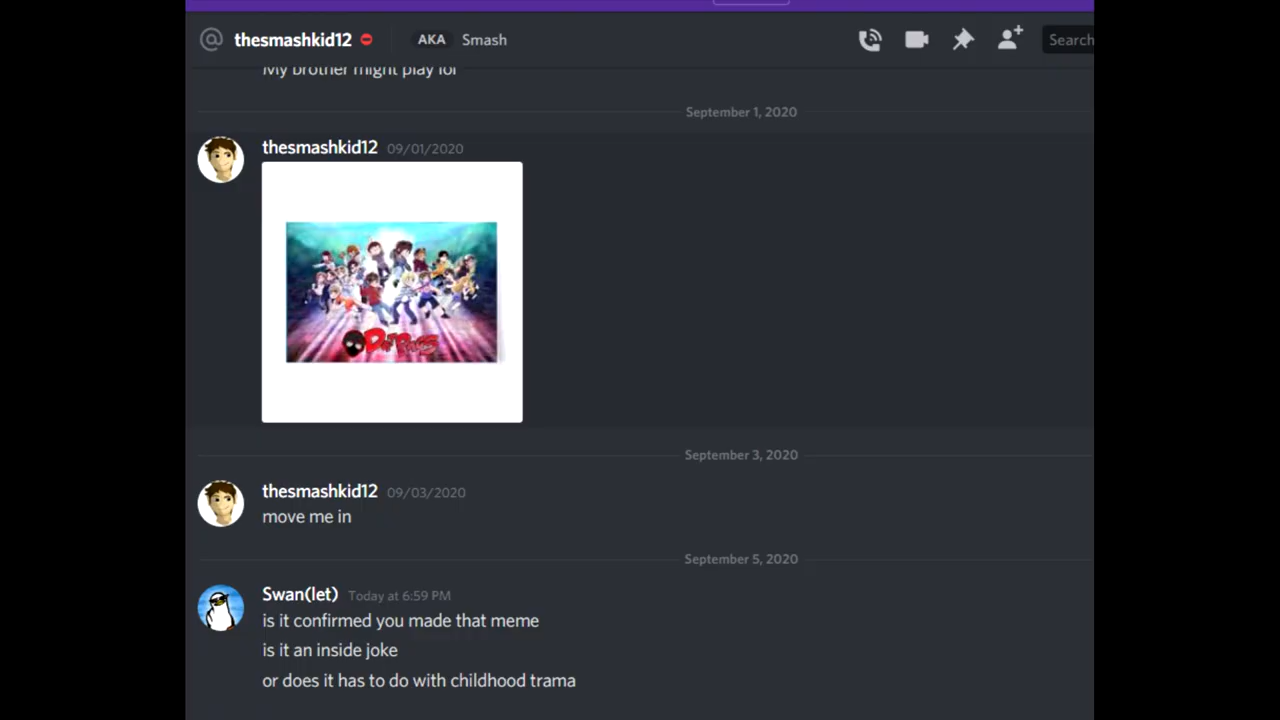 thesmashkid12
AKA Smash
Search
My brother might play lol
September 1, 2020
thesmashkid12 09/01/2020
September 3, 2020
thesmashkid12 09/03/2020
move me in
September 5, 2020
Swan(let) Today at 6:59 PM
is it confirmed you made that meme
is it an inside joke
or does it has to do with childhood trama